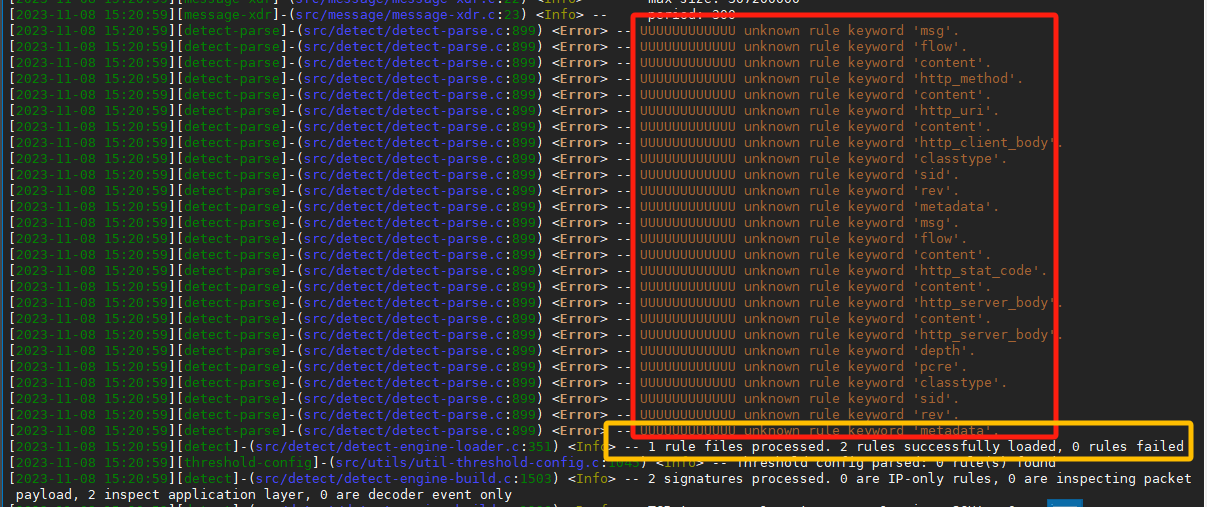 max size: 307200000
[2023-11-08 15:20:59][message-xdr]-(src/message/message-xdr.c:23) <Info> -- period: 300
[2023-11-08 15:20:59][detect-parse]-(src/detect/detect-parse.c:899) <Error> -- UUUUUUUUUUUU unknown rule keyword 'msg'.
[2023-11-08 15:20:59][detect-parse]-(src/detect/detect-parse.c:899) <Error> -- UUUUUUUUUUUU unknown rule keyword 'flow'.
[2023-11-08 15:20:59][detect-parse]-(src/detect/detect-parse.c:899) <Error> -- UUUUUUUUUUUU unknown rule keyword 'content'.
[2023-11-08 15:20:59][detect-parse]-(src/detect/detect-parse.c:899) <Error> -- UUUUUUUUUUUU unknown rule keyword 'http_method'.
[2023-11-08 15:20:59][detect-parse]-(src/detect/detect-parse.c:899) <Error> -- UUUUUUUUUUUU unknown rule keyword 'content'.
[2023-11-08 15:20:59][detect-parse]-(src/detect/detect-parse.c:899) <Error> -- UUUUUUUUUUUU unknown rule keyword 'http_uri'.
[2023-11-08 15:20:59][detect-parse]-(src/detect/detect-parse.c:899) <Error> -- UUUUUUUUUUUU unknown rule keyword 'content'.
[2023-11-08 15:20:59][detect-parse]-(src/detect/detect-parse.c:899) <Error> -- UUUUUUUUUUUU unknown rule keyword 'http_client_body'.
[2023-11-08 15:20:59][detect-parse]-(src/detect/detect-parse.c:899) <Error> -- UUUUUUUUUUUU unknown rule keyword 'classtype'.
[2023-11-08 15:20:59][detect-parse]-(src/detect/detect-parse.c:899) <Error> -- UUUUUUUUUUUU unknown rule keyword 'sid'.
[2023-11-08 15:20:59][detect-parse]-(src/detect/detect-parse.c:899) <Error> -- UUUUUUUUUUUU unknown rule keyword 'rev'.
[2023-11-08 15:20:59][detect-parse]-(src/detect/detect-parse.c:899) <Error> -- UUUUUUUUUUUU unknown rule keyword 'metadata'.
[2023-11-08 15:20:59][detect-parse]-(src/detect/detect-parse.c:899) <Error> -- UUUUUUUUUUUU unknown rule keyword 'msg'.
[2023-11-08 15:20:59][detect-parse]-(src/detect/detect-parse.c:899) <Error> -- UUUUUUUUUUUU unknown rule keyword 'flow'.
[2023-11-08 15:20:59][detect-parse]-(src/detect/detect-parse.c:899) <Error> -- UUUUUUUUUUUU unknown rule keyword 'content'.
[2023-11-08 15:20:59][detect-parse]-(src/detect/detect-parse.c:899) <Error> -- UUUUUUUUUUUU unknown rule keyword 'http_stat_code'.
[2023-11-08 15:20:59][detect-parse]-(src/detect/detect-parse.c:899) <Error> -- UUUUUUUUUUUU unknown rule keyword 'content'.
[2023-11-08 15:20:59][detect-parse]-(src/detect/detect-parse.c:899) <Error> -- UUUUUUUUUUUU unknown rule keyword 'http_server_body'.
[2023-11-08 15:20:59][detect-parse]-(src/detect/detect-parse.c:899) <Error> -- UUUUUUUUUUUU unknown rule keyword 'content'.
[2023-11-08 15:20:59][detect-parse]-(src/detect/detect-parse.c:899) <Error> -- UUUUUUUUUUUU unknown rule keyword 'http_server_body'.
[2023-11-08 15:20:59][detect-parse]-(src/detect/detect-parse.c:899) <Error> -- UUUUUUUUUUUU unknown rule keyword 'depth'.
[2023-11-08 15:20:59][detect-parse]-(src/detect/detect-parse.c:899) <Error> -- UUUUUUUUUUUU unknown rule keyword 'pcre'.
[2023-11-08 15:20:59][detect-parse]-(src/detect/detect-parse.c:899) <Error> -- UUUUUUUUUUUU unknown rule keyword 'classtype'.
[2023-11-08 15:20:59][detect-parse]-(src/detect/detect-parse.c:899) <Error> -- UUUUUUUUUUUU unknown rule keyword 'sid'.
[2023-11-08 15:20:59][detect-parse]-(src/detect/detect-parse.c:899) <Error> -- UUUUUUUUUUUU unknown rule keyword 'rev'.
[2023-11-08 15:20:59][detect-parse]-(src/detect/detect-parse.c:899) <Error> -- UUUUUUUUUUUU unknown rule keyword 'metadata'.
[2023-11-08 15:20:59][detect]-(src/detect/detect-engine-loader.c:351) <Info> -- 1 rule files processed. 2 rules successfully loaded, 0 rules failed
[2023-11-08 15:20:59][threshold-config]-(src/utils/util-threshold-config.c:1045) <Info> -- Threshold config parsed: 0 rule(s) found
[2023-11-08 15:20:59][detect]-(src/detect/detect-engine-build.c:1503) <Info> -- 2 signatures processed. 0 are IP-only rules, 0 are inspecting packet
payload, 2 inspect application layer, 0 are decoder event only